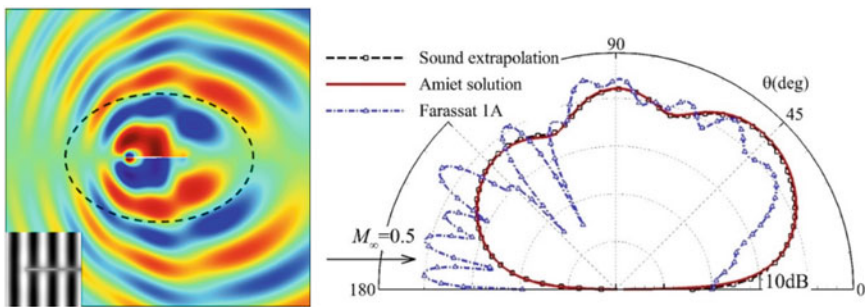 90
Sound extrapolation
Amiet solution
Farassat 1A
θ(deg)
45
M∞=0.5
10dB
180
0